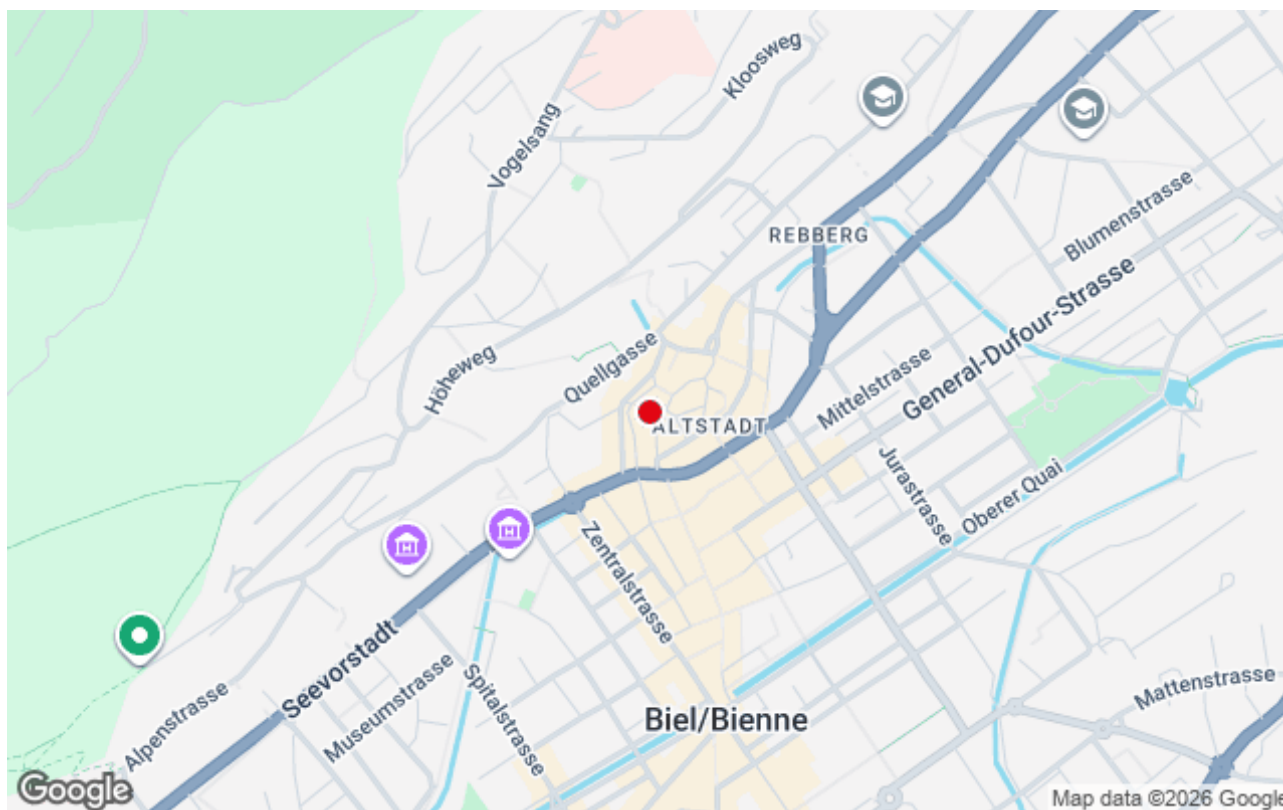 Kloosweg
Vogelsang
Blumenstrasse
REBBERG
General-Dufour-Strasse
Höheweg
Quellgasse
Mittelstrasse
ALTSTADT
Jurastrasse
Oberer Quai
Zentralstrasse
Seevorstadt
Museumstrasse
Spitalstrasse
Alpenstrasse
Mattenstrasse
Biel/Bienne
Google
Map data ©2026 Google